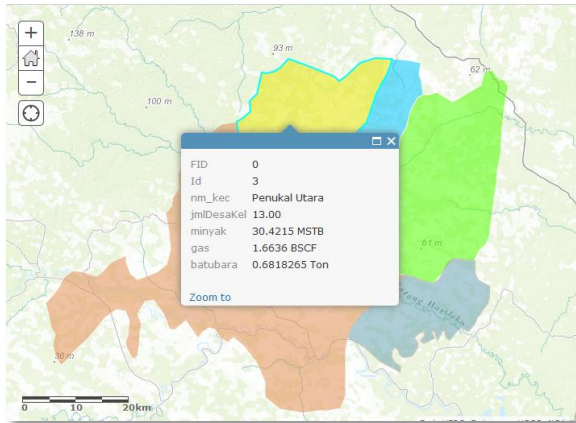 +
-
138 m
93 m
62 m
100 m
FID 0
Id 3
nm_kec Penukal Utara
jmlDesaKel 13.00
minyak 30.4215 MSTB
gas 1.6636 BSCF
batubara 0.6818265 Ton
Zoom to
61 m
36 m
0 10 20km